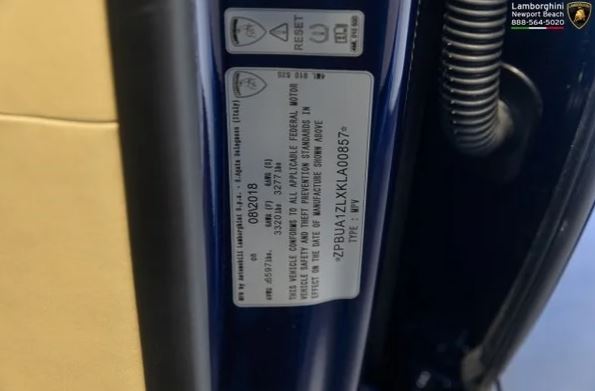 Lamborghini
Newport Beach
888-564-5020
RESET
Mfd by Automobili Lamborghini S.p.a. - S.Agata Bolognese (Italy)
08\2018
GAWR (F) GAWR (R)
3320lbs 3277lbs
GVWR :6597lbs.
THIS VEHICLE CONFORMS TO ALL APPLICABLE FEDERAL MOTOR
VEHICLE SAFETY AND THEFT PREVENTION STANDARDS IN
EFFECT ON THE DATE OF MANUFACTURE SHOWN ABOVE
*ZPBUA1ZLXKLA00857*
TYPE : MPV